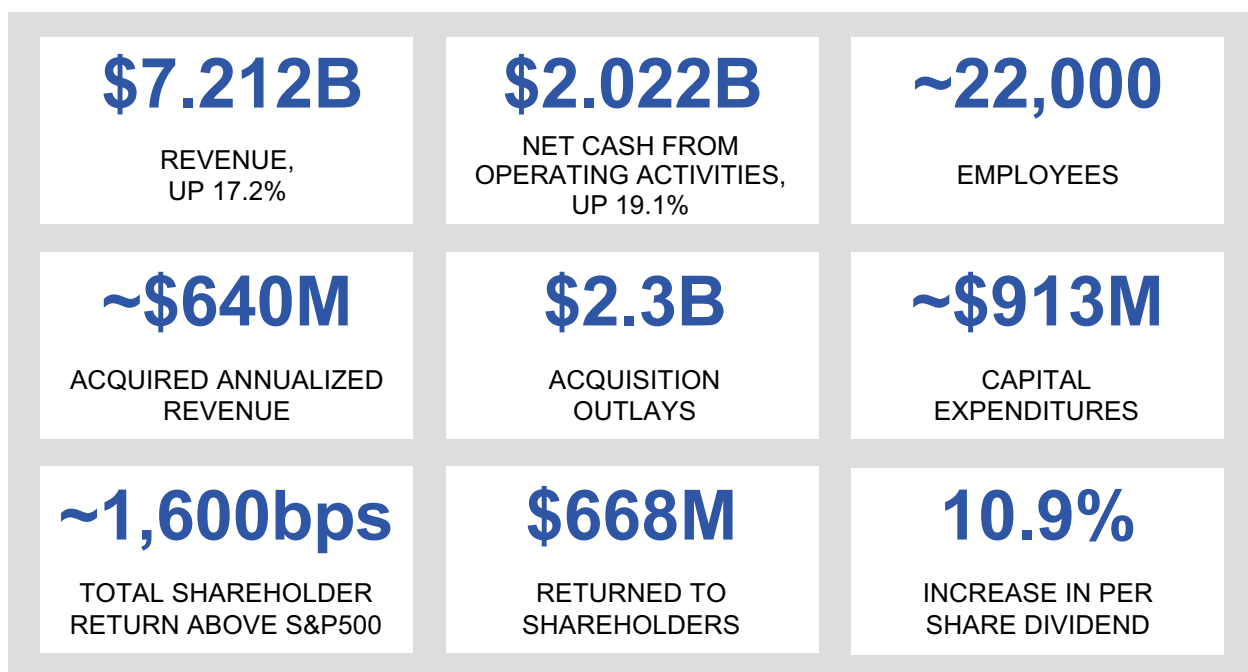 $7.212B
REVENUE,
UP 17.2%
$2.022B
NET CASH FROM
OPERATING ACTIVITIES,
UP 19.1%
~22,000
EMPLOYEES
~$640M
ACQUIRED ANNUALIZED
REVENUE
$2.3B
ACQUISITION
OUTLAYS
~$913M
CAPITAL
EXPENDITURES
~1,600bps
TOTAL SHAREHOLDER
RETURN ABOVE S&P500
$668M
RETURNED TO
SHAREHOLDERS
10.9%
INCREASE IN PER
SHARE DIVIDEND